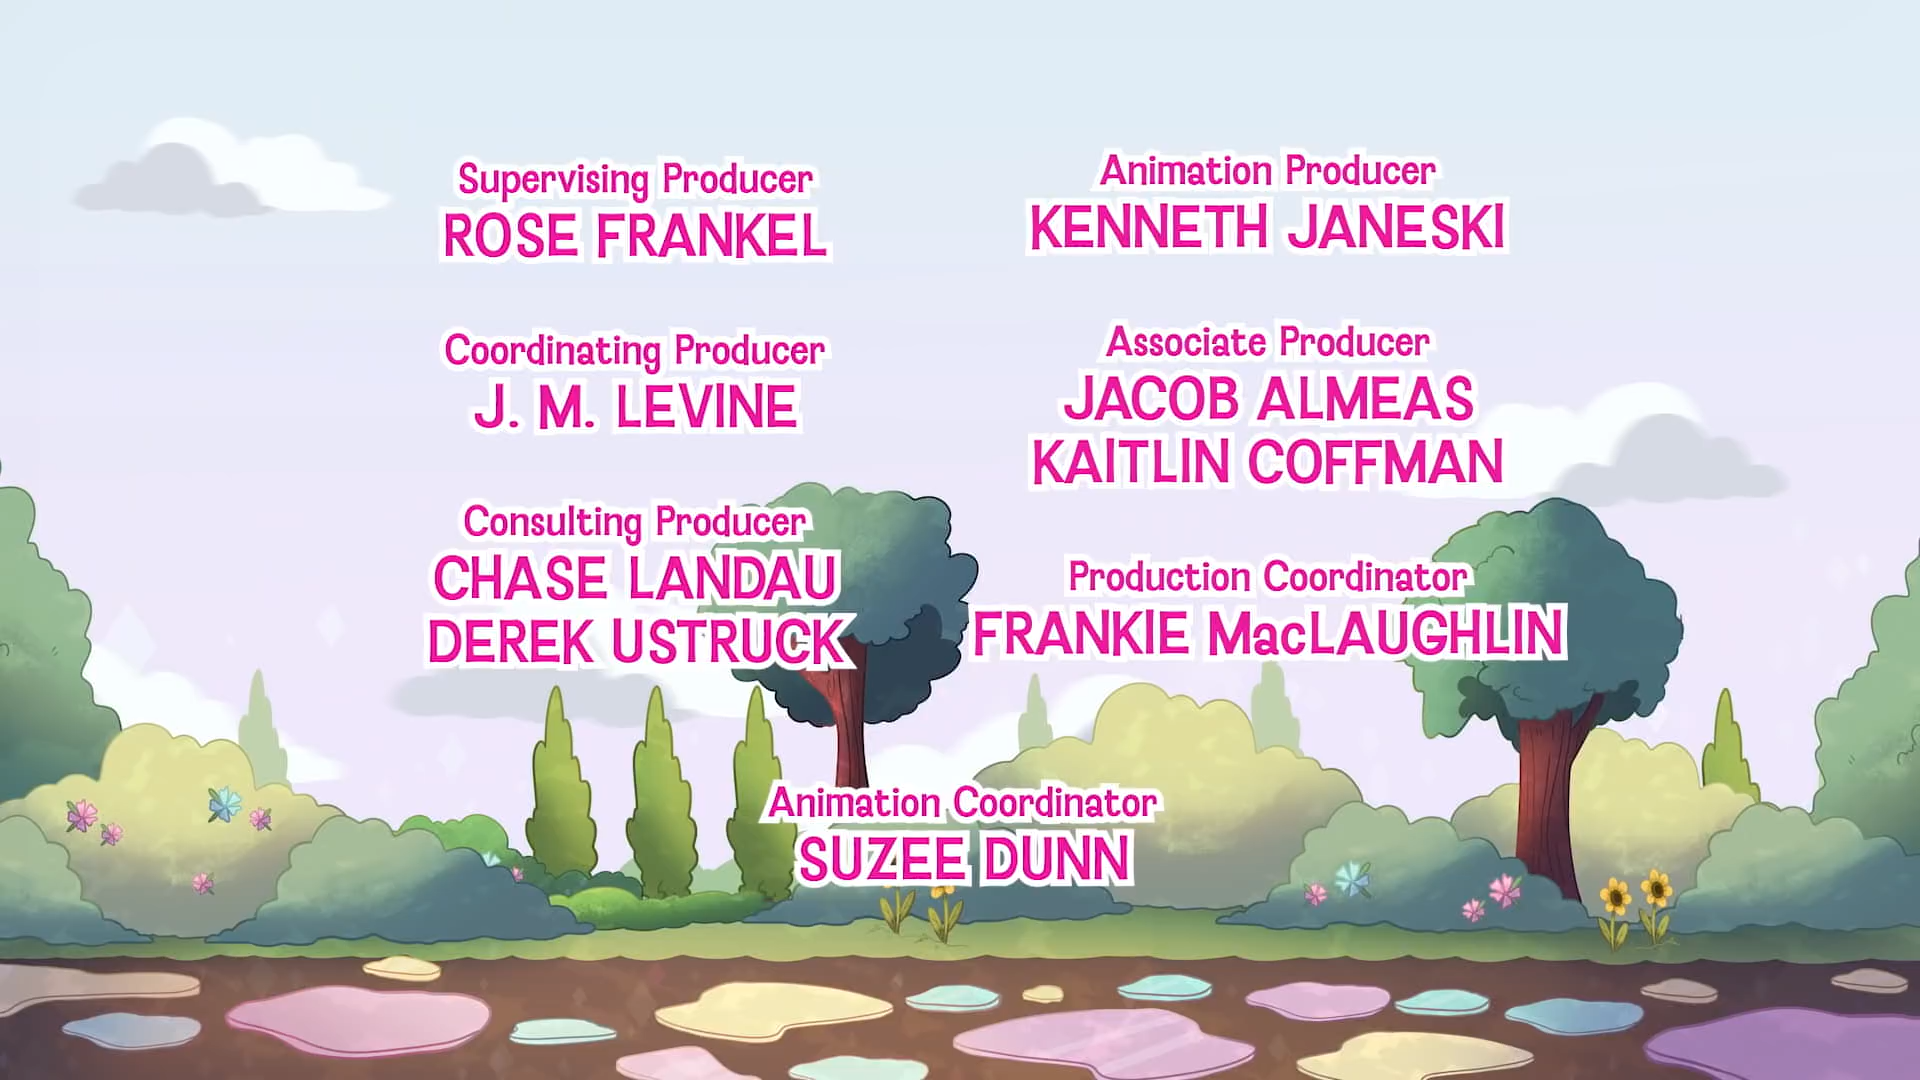 Supervising Producer
ROSE FRANKEL
Coordinating Producer
J. M. LEVINE
Consulting Producer
CHASE LANDAU
DEREK USTRUCK
Animation Producer
KENNETH JANESKI
Associate Producer
JACOB ALMEAS
KAITLIN COFFMAN
Production Coordinator
FRANKIE MacLAUGHLIN
Animation Coordinator
SUZEE DUNN